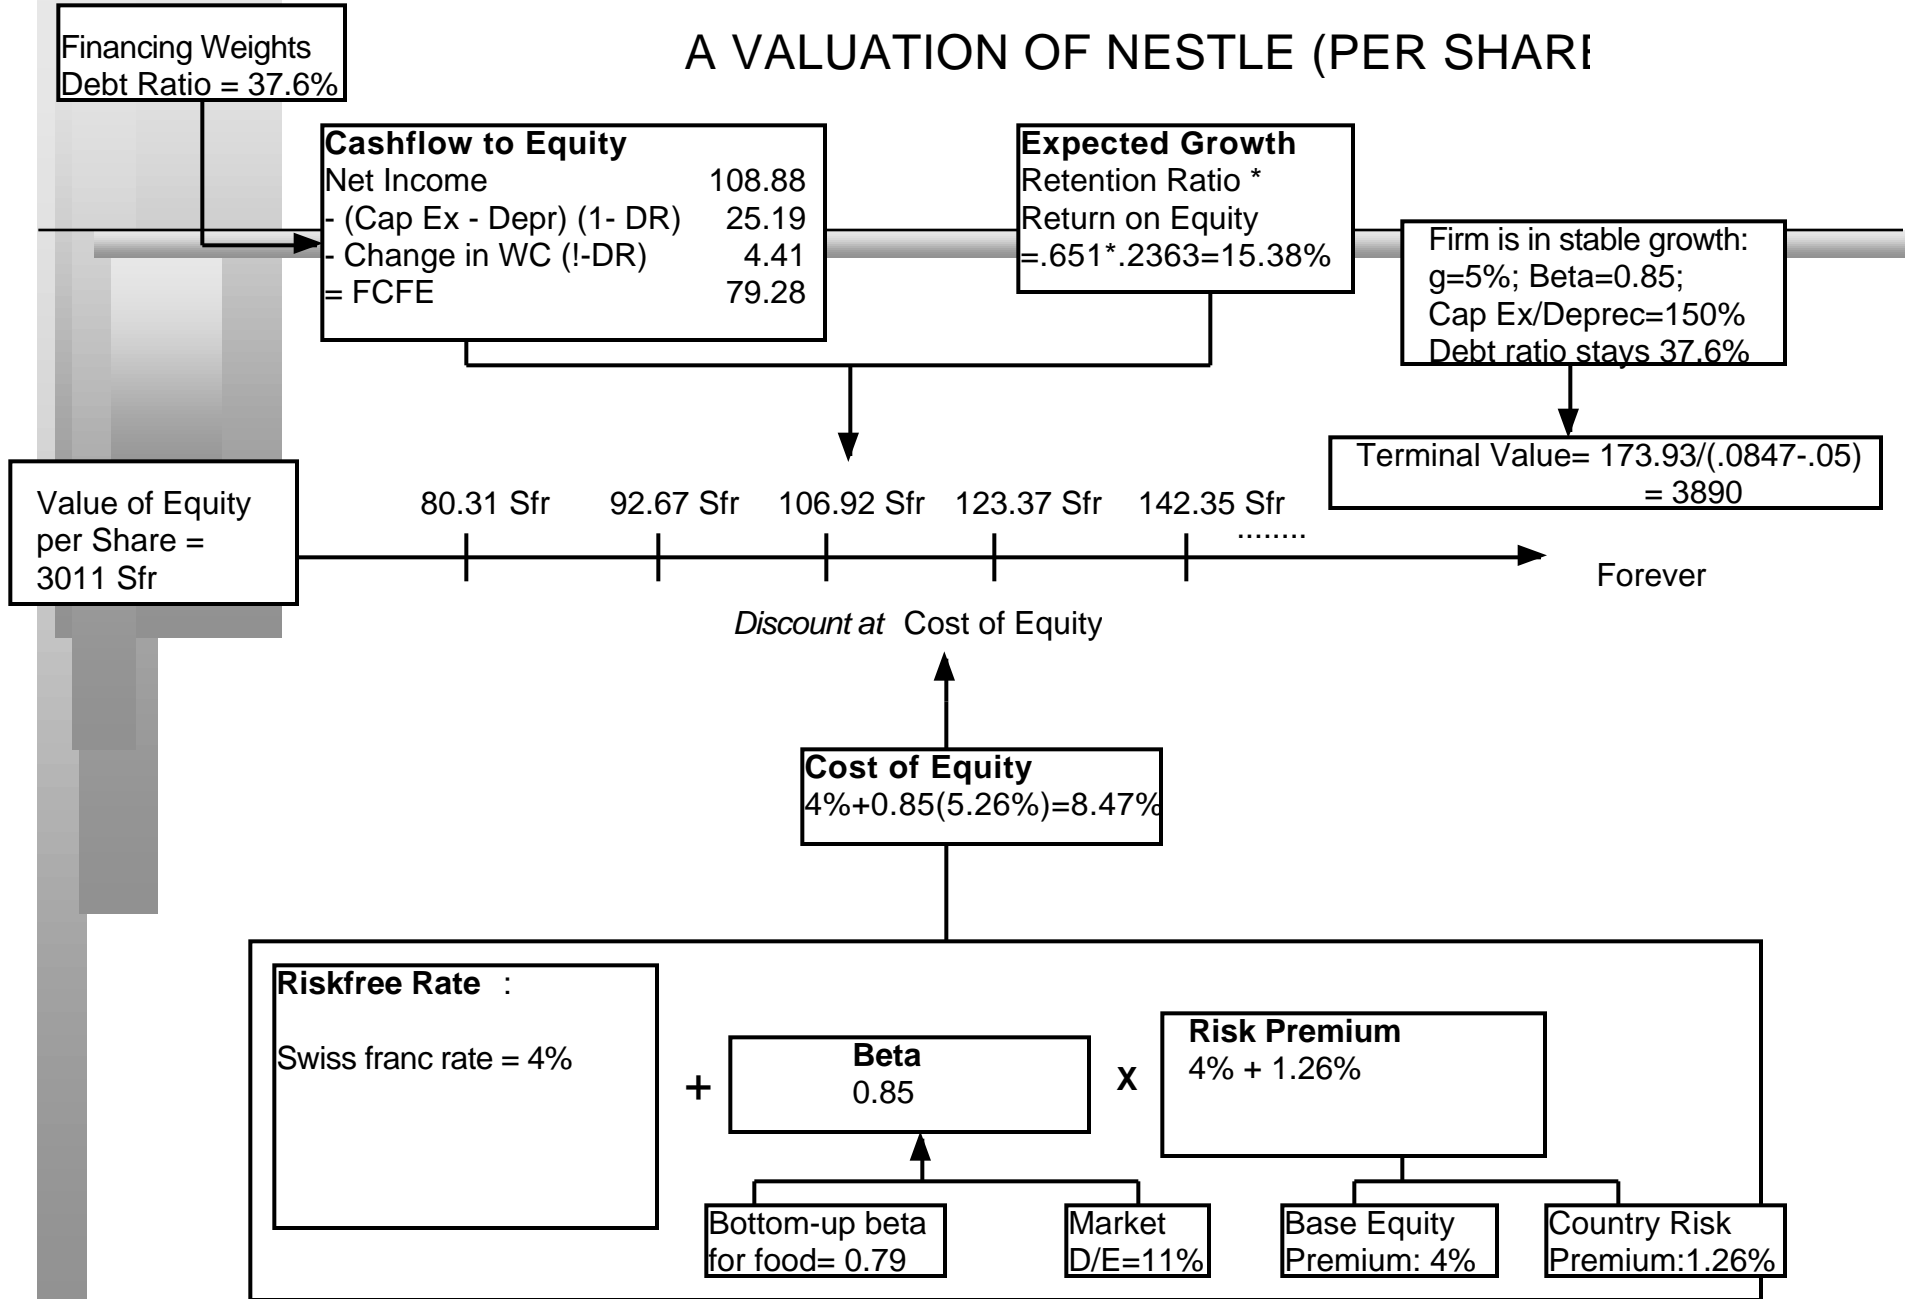 Financing Weights
Debt Ratio = 37.6%
A VALUATION OF NESTLE (PER SHARE
Cashflow to Equity
Net Income 108.88
- (Cap Ex - Depr) (1- DR) 25.19
- Change in WC (!-DR) 4.41
= FCFE 79.28
Expected Growth
Retention Ratio *
Return on Equity
=.651*.2363=15.38%
Firm is in stable growth:
g=5%; Beta=0.85;
Cap Ex/Deprec=150%
Debt ratio stays 37.6%
Terminal Value= 173.93/(.0847-.05)
= 3890
Value of Equity
per Share =
3011 Sfr
80.31 Sfr 92.67 Sfr 106.92 Sfr 123.37 Sfr 142.35 Sfr
........
Forever
Discount at Cost of Equity
Cost of Equity
4%+0.85(5.26%)=8.47%
Riskfree Rate :
Swiss franc rate = 4%
+
Beta
0.85
X
Risk Premium
4% + 1.26%
Bottom-up beta
for food= 0.79
Market
D/E=11%
Base Equity
Premium: 4%
Country Risk
Premium:1.26%